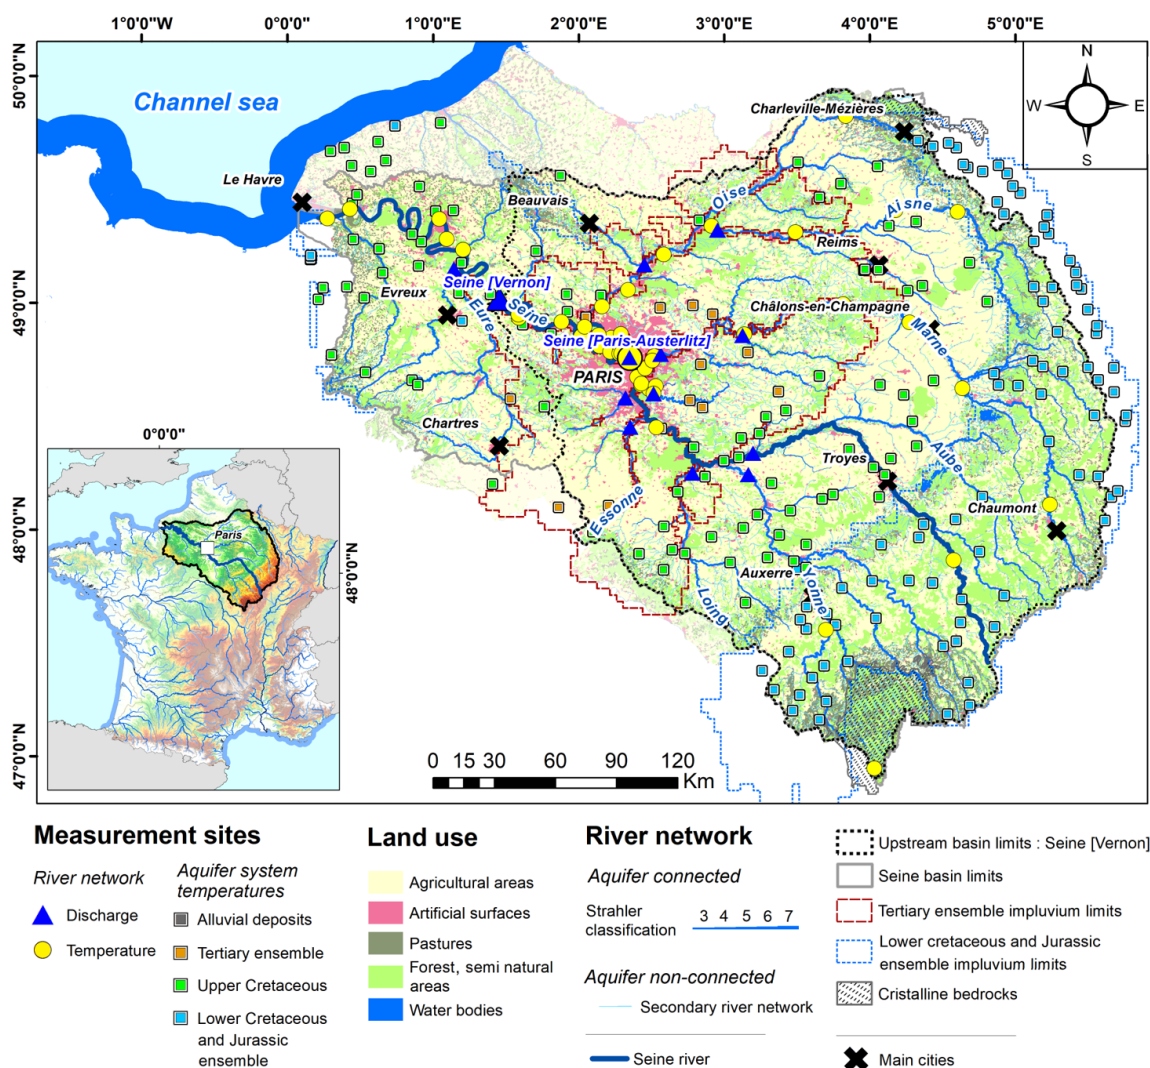 1°0'0"W
0°0'0"
1°0'0"E
2°0'0"E
3°0'0"E
4°0'0"E
5°0'0"E
50°0'0"N
49°0'0"N
48°0'0"N
47°0'0"N
N
W
E
S
Channel sea
Charleville-Mézières
Le Havre
Beauvais
Oise
Aisne
Reims
Seine [Vernon]
Evreux
Eure
Seine
Châlons-en-Champagne
Marne
Seine [Paris-Austerlitz]
PARIS
Chartres
Troyes
Aube
Chaumont
Essonne
Auxerre
Yonne
Loing
0°0'0"
Paris
48°0'0"N
0 15 30 60 90 120
Km
Measurement sites
River network
Discharge
Temperature
Aquifer system
temperatures
Alluvial deposits
Tertiary ensemble
Upper Cretaceous
Lower Cretaceous
and Jurassic
ensemble
Land use
Agricultural areas
Artificial surfaces
Pastures
Forest, semi natural
areas
Water bodies
River network
Aquifer connected
Strahler
classification
3 4 5 6 7
Aquifer non-connected
Secondary river network
Seine river
Upstream basin limits : Seine [Vernon]
Seine basin limits
Tertiary ensemble impluvium limits
Lower cretaceous and Jurassic
ensemble impluvium limits
Cristalline bedrocks
Main cities